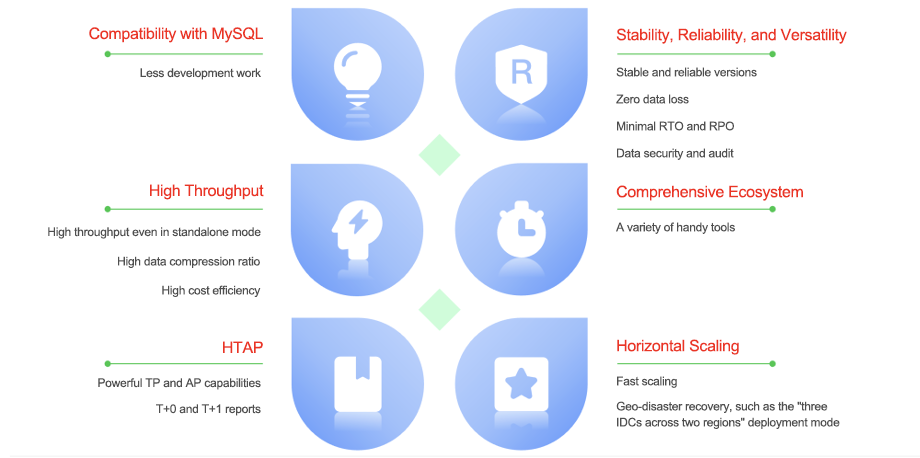 Compatibility with MySQL
Less development work
High Throughput
High throughput even in standalone mode
High data compression ratio
High cost efficiency
HTAP
Powerful TP and AP capabilities
T+0 and T+1 reports
R
Stability, Reliability, and Versatility
Stable and reliable versions
Zero data loss
Minimal RTO and RPO
Data security and audit
Comprehensive Ecosystem
A variety of handy tools
Horizontal Scaling
Fast scaling
Geo-disaster recovery, such as the "three
IDCs across two regions" deployment mode